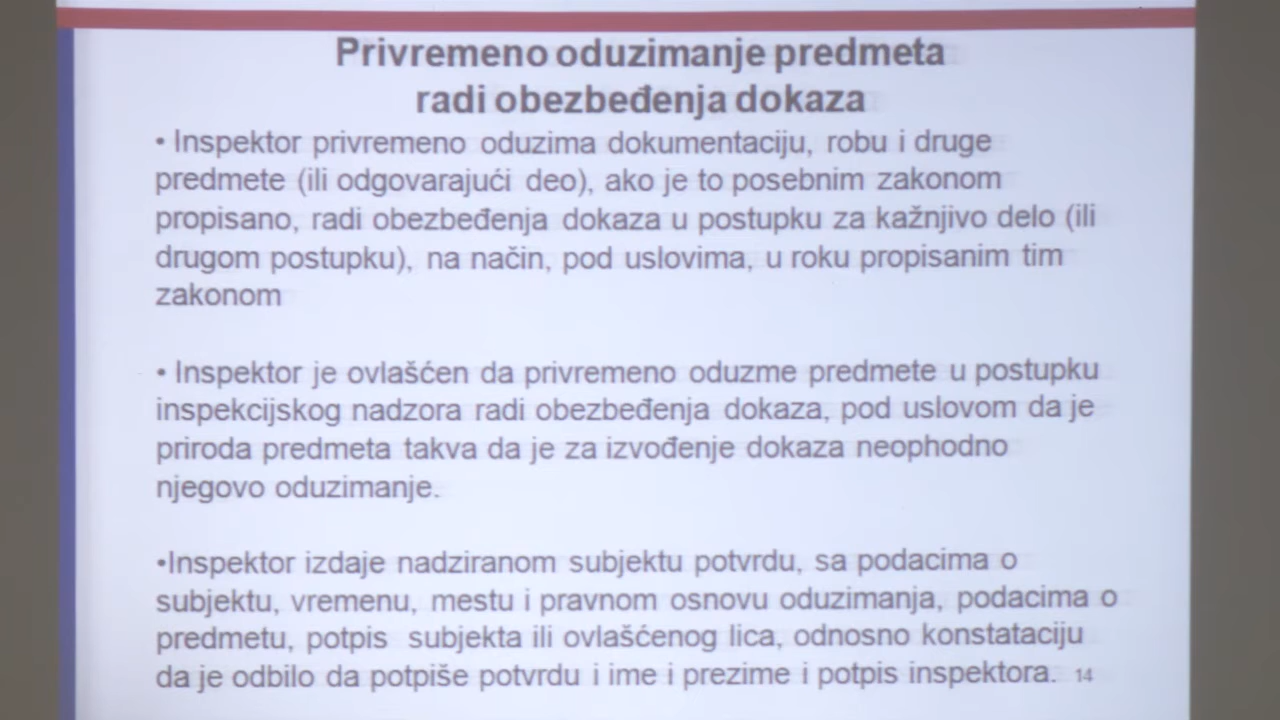 Privremeno oduzimanje predmeta
radi obezbeđenja dokaza
• Inspektor privremeno oduzima dokumentaciju, robu i druge
predmete (ili odgovarajući deo), ako je to posebnim zakonom
propisano, radi obezbeđenja dokaza u postupku za kažnjivo delo (ili
drugom postupku), na način, pod uslovima, u roku propisanim tim
zakonom
• Inspektor je ovlašćen da privremeno oduzme predmete u postupku
inspekcijskog nadzora radi obezbeđenja dokaza, pod uslovom da je
priroda predmeta takva da je za izvođenje dokaza neophodno
njegovo oduzimanje.
•Inspektor izdaje nadziranom subjektu potvrdu, sa podacima o
subjektu, vremenu, mestu i pravnom osnovu oduzimanja, podacima o
predmetu, potpis subjekta ili ovlašćenog lica, odnosno konstataciju
da je odbilo da potpiše potvrdu i ime i prezime i potpis inspektora. 14